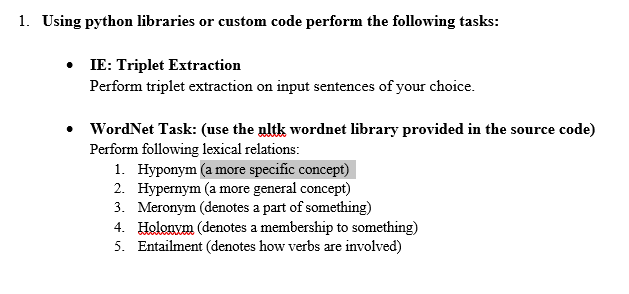 1. Using python libraries or custom code perform the following tasks:
• IE: Triplet Extraction
Perform triplet extraction on input sentences of your choice.
• WordNet Task: (use the nltk wordnet library provided in the source code)
Perform following lexical relations:
1. Hyponym (a more specific concept)
2. Hypernym (a more general concept)
3. Meronym (denotes a part of something)
4. Holonym (denotes a membership to something)
5. Entailment (denotes how verbs are involved)